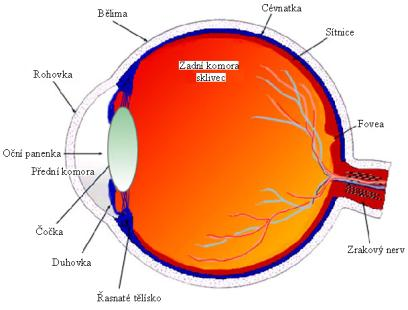 Cévnatka
Bělima
Sítnice
Zadní komora
sklivec
Rohovka
Fovea
Oční panenka
Přední komora
Čočka
Duhovka
Zrakový nerv
Řasnaté tělísko